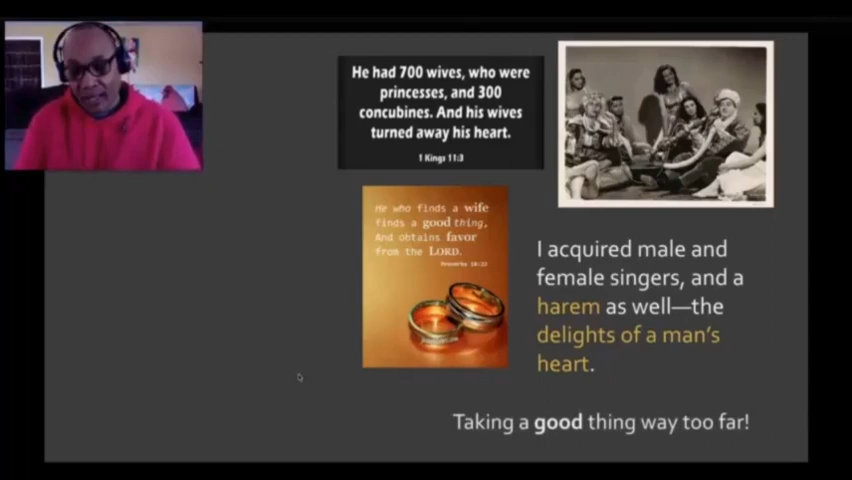 He had 700 wives, who were
princesses, and 300
concubines. And his wives
turned away his heart.
1 Kings 11:3
He who finds a wife
finds a good thing,
And obtains favor
from the LORD.
Proverbs 18:22
I acquired male and
female singers, and a
harem as well—the
delights of a man's
heart.
Taking a good thing way too far!